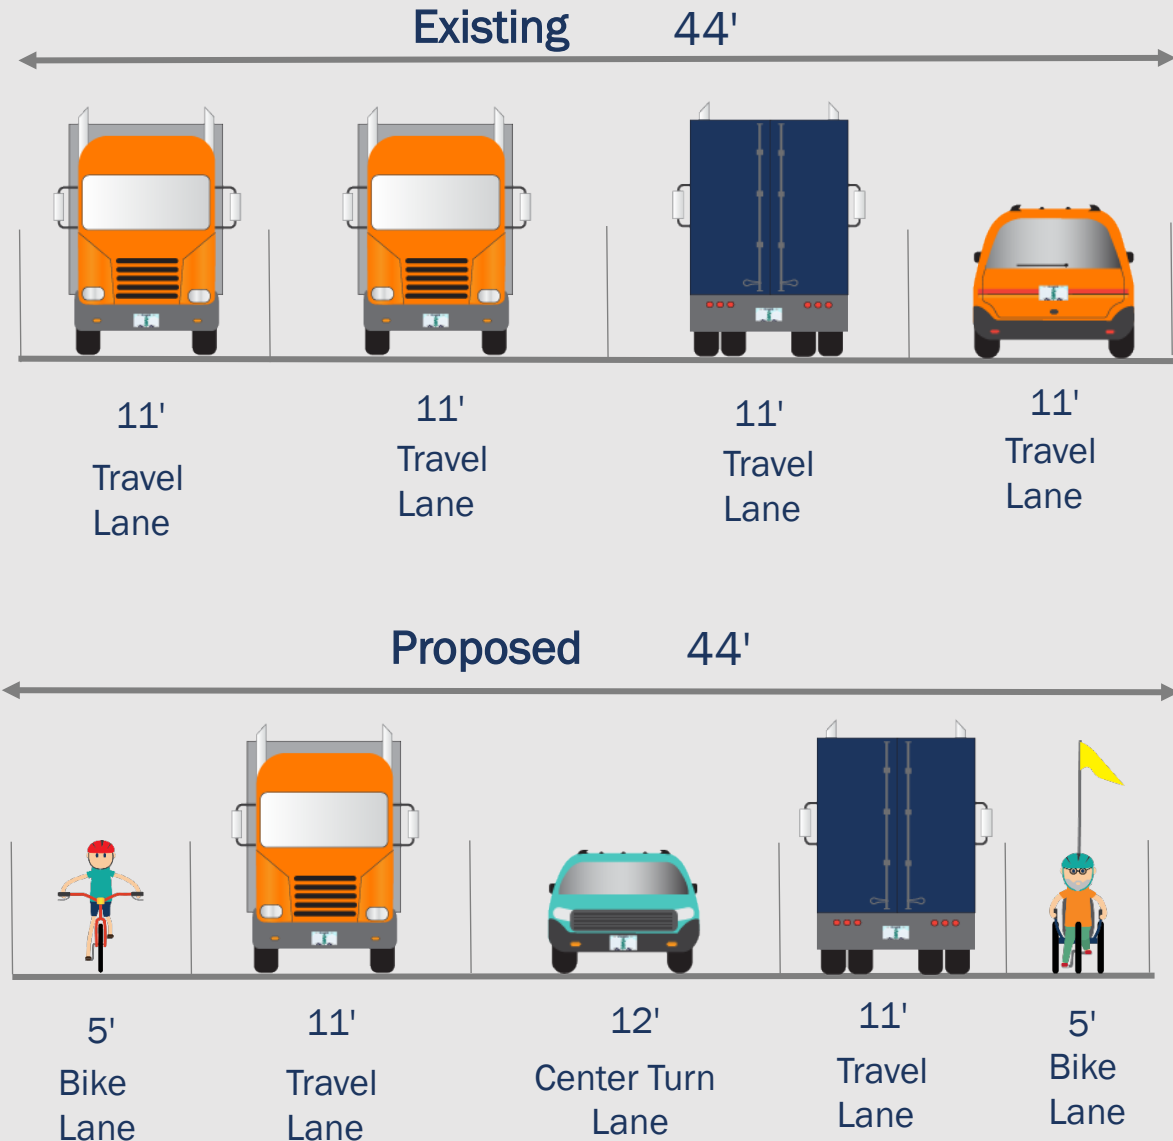 Existing 44'
11'
Travel
Lane
11'
Travel
Lane
11'
Travel
Lane
11'
Travel
Lane
Proposed 44'
5'
Bike
Lane
11'
Travel
Lane
12'
Center Turn
Lane
11'
Travel
Lane
5'
Bike
Lane